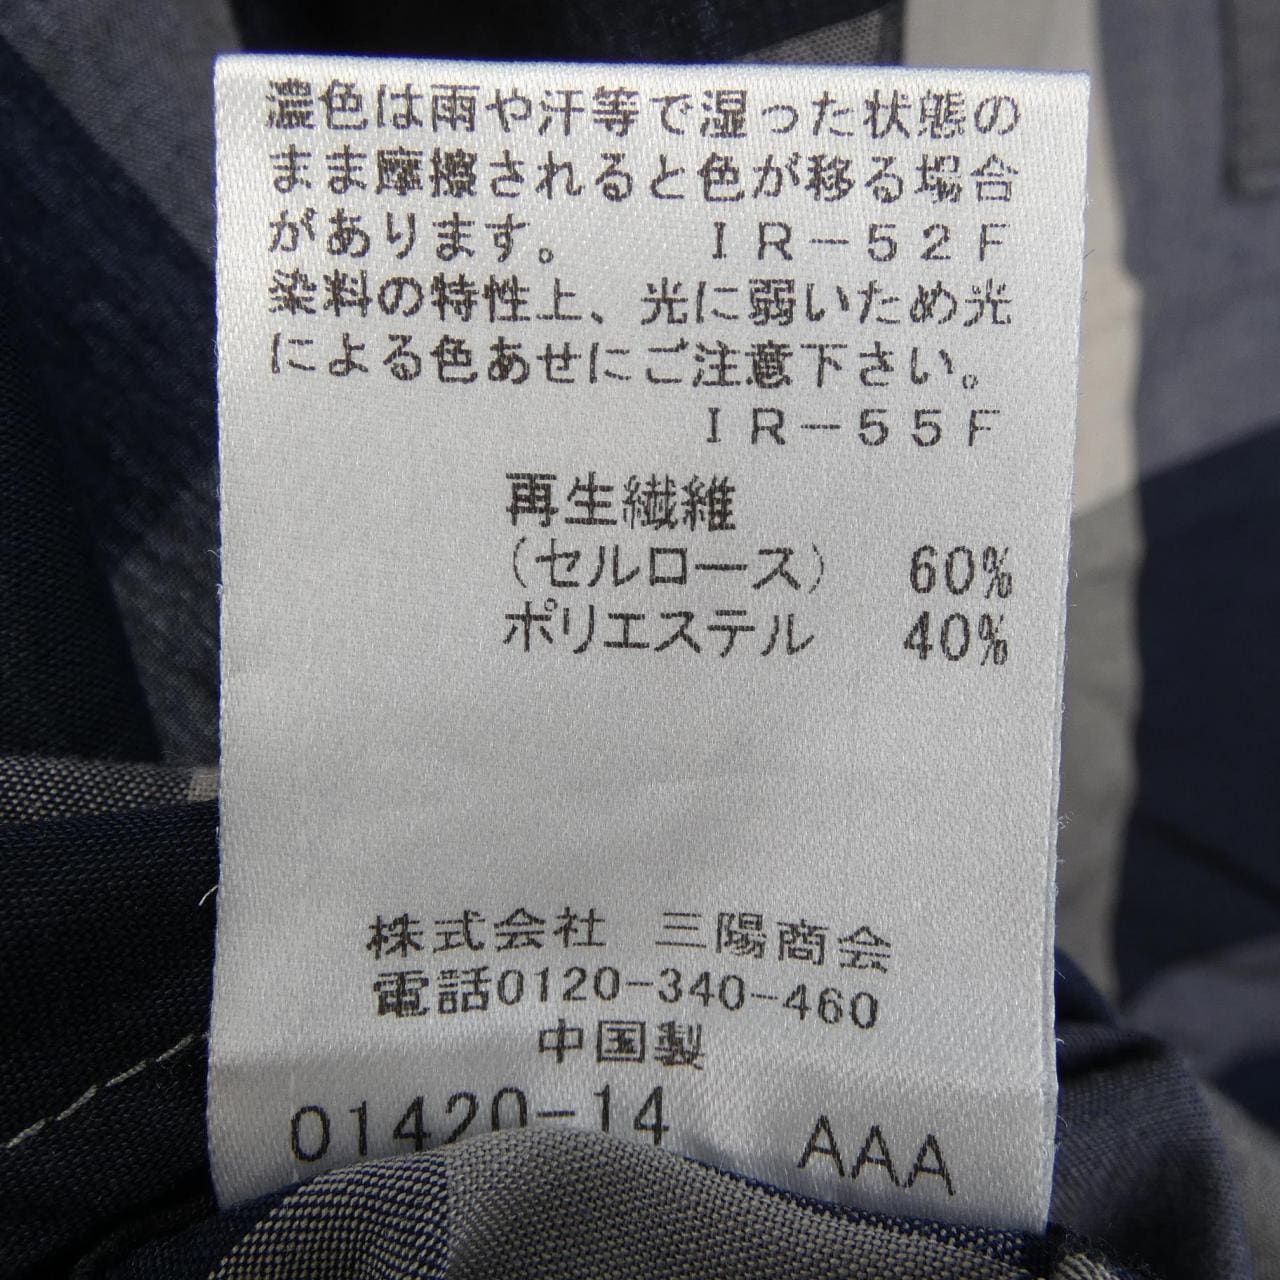 濃色は雨や汗等で湿った状態の
まま摩擦されると色が移る場合
があります。 IR-52F
染料の特性上、光に弱いため光
による色あせにご注意下さい。
IR-55F
再生繊維
(セルロース) 60%
ポリエステル 40%
株式会社 三陽商会
電話0120-340-460
中国製
01420-14 AAA